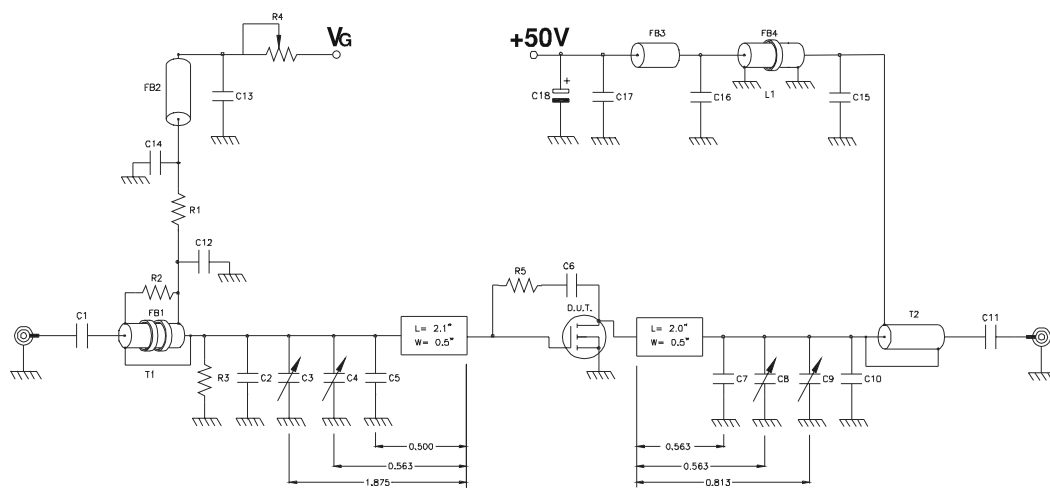 R4
VG
+50V
FB3
FB4
FB2
C13
+
C18
C17
C16
L1
C15
C14
R1
C12
R2
R5
C6
FB1
D.U.T.
C1
L= 2.1"
W= 0.5"
L= 2.0"
W= 0.5"
T2
C11
T1
R3
C2
C3
C4
C5
C7
C8
C9
C10
0.500
0.563
0.563
0.563
1.875
0.813